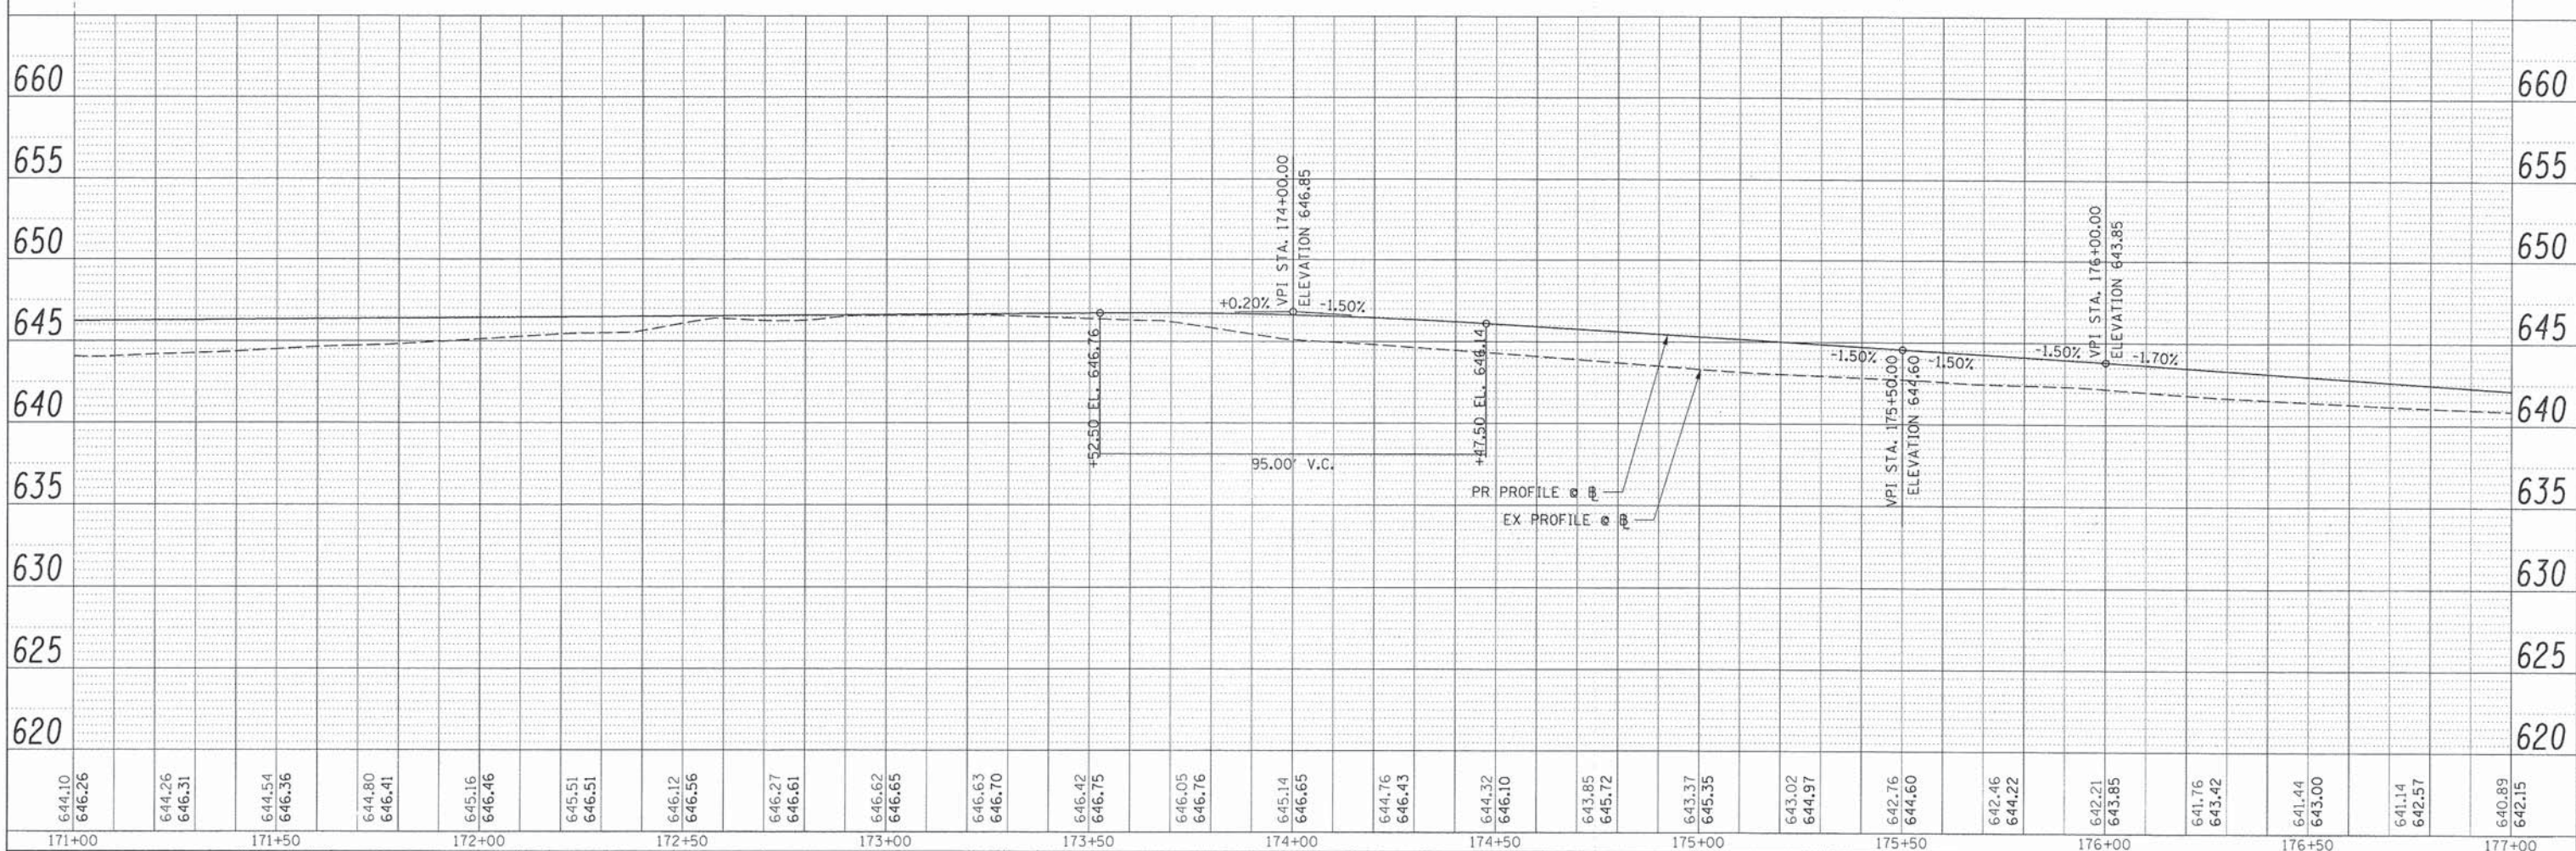 660 660
655 655
650 650
645 645
640 640
635 635
630 630
625 625
620 620
VPI STA. 174+00.00
ELEVATION 646.85
+0.20% -1.50%
+52.50 EL. 646.76
+47.50 EL. 646.14
95.00' V.C.
PR PROFILE @ ℄
EX PROFILE @ ℄
-1.50% -1.50%
VPI STA. 175+50.00
ELEVATION 644.60
VPI STA. 176+00.00
ELEVATION 643.85
-1.50% -1.70%
644.10 644.26 644.54 644.80 645.16 645.51 646.12 646.27 646.62 646.63 646.42 646.05 645.14 644.76 644.32 643.85 643.37 643.02 642.76 642.46 642.21 641.76 641.44 641.14 640.89
646.26 646.31 646.36 646.41 646.46 646.51 646.56 646.61 646.65 646.70 646.75 646.76 646.65 646.43 646.10 645.72 645.35 644.97 644.60 644.22 643.85 643.42 643.00 642.57 642.15
171+00 171+50 172+00 172+50 173+00 173+50 174+00 174+50 175+00 175+50 176+00 176+50 177+00